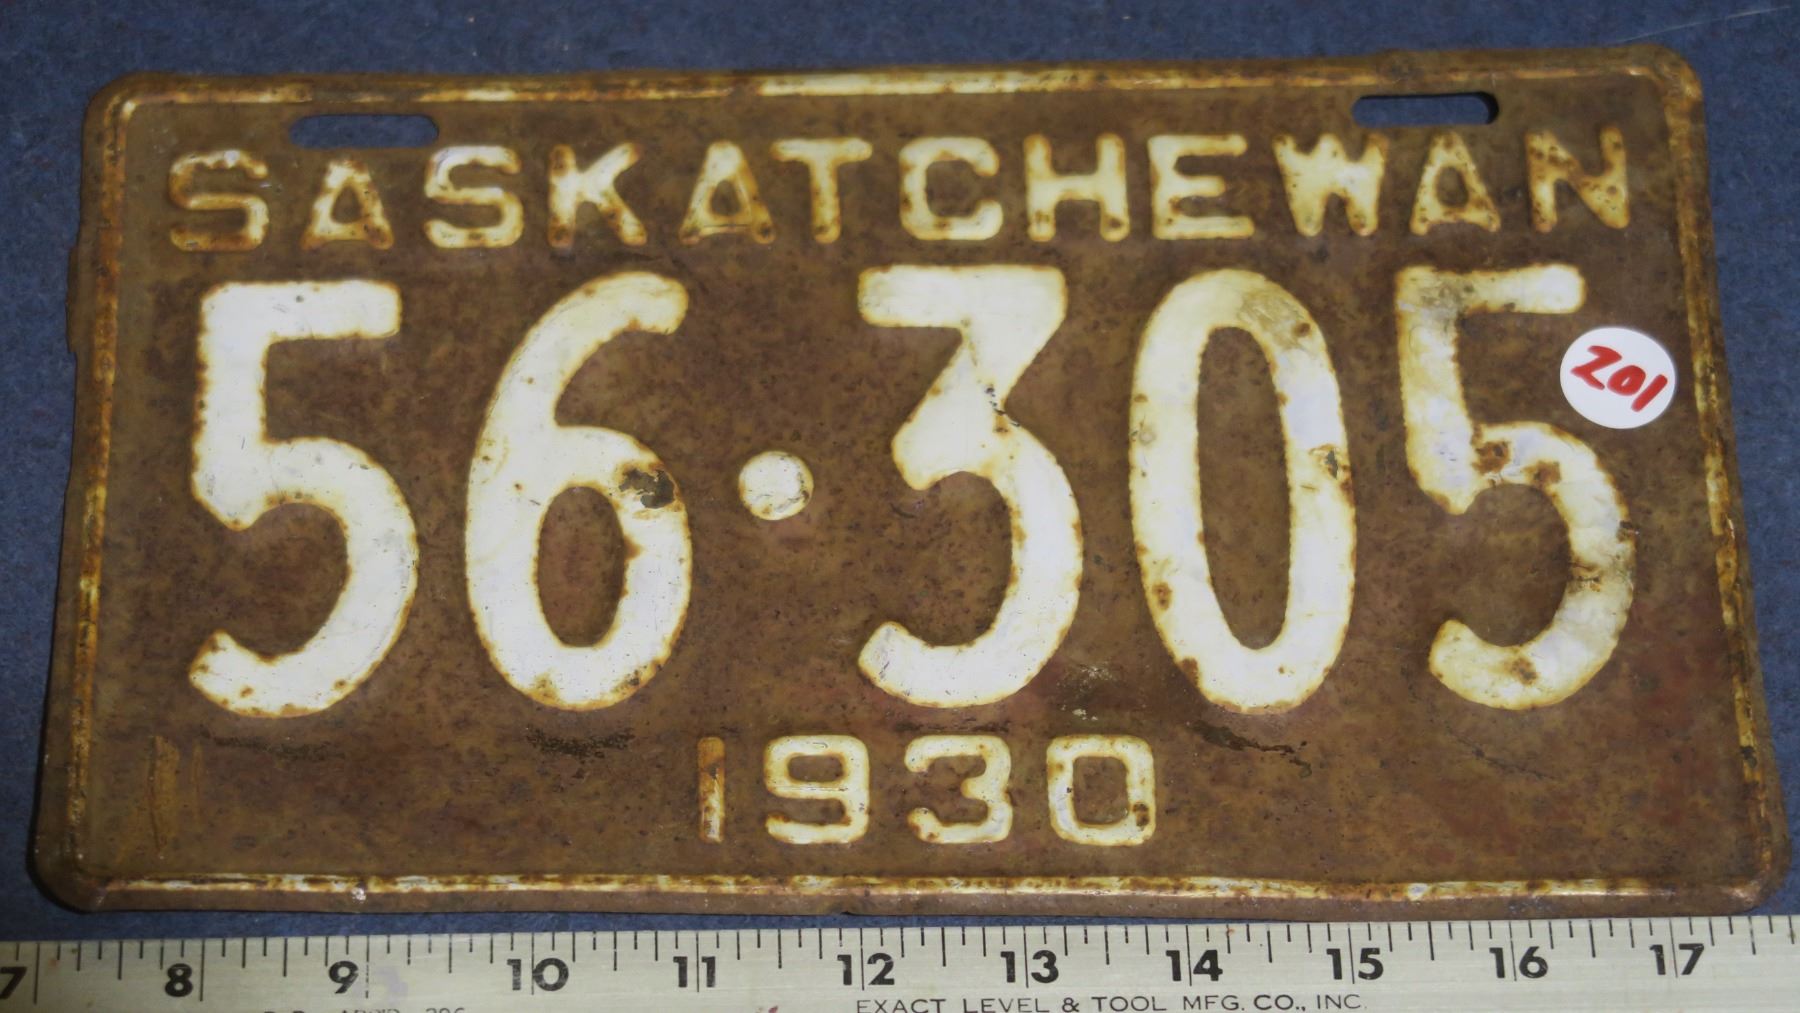 SASKATCHEWAN
56·305
201
1930
7 8 9 10 11 12 13 14 15 16 17
EXACT LEVEL & TOOL MFG. CO., INC.